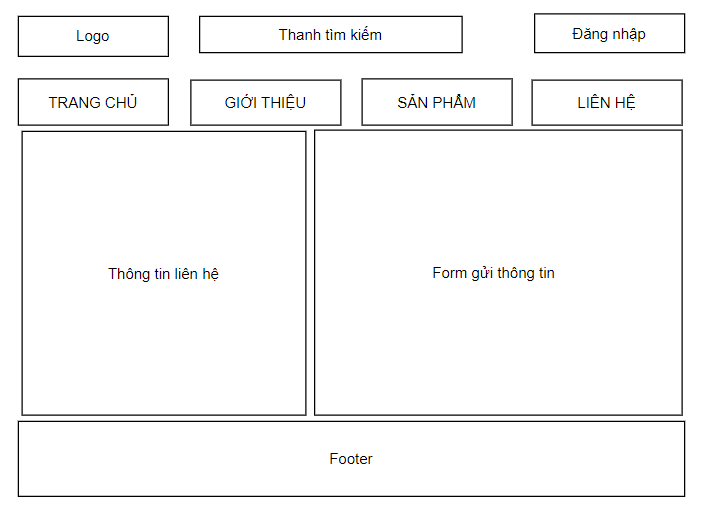 Logo
Thanh tìm kiếm
Đăng nhập
TRANG CHỦ
GIỚI THIỆU
SẢN PHẨM
LIÊN HỆ
Thông tin liên hệ
Form gửi thông tin
Footer